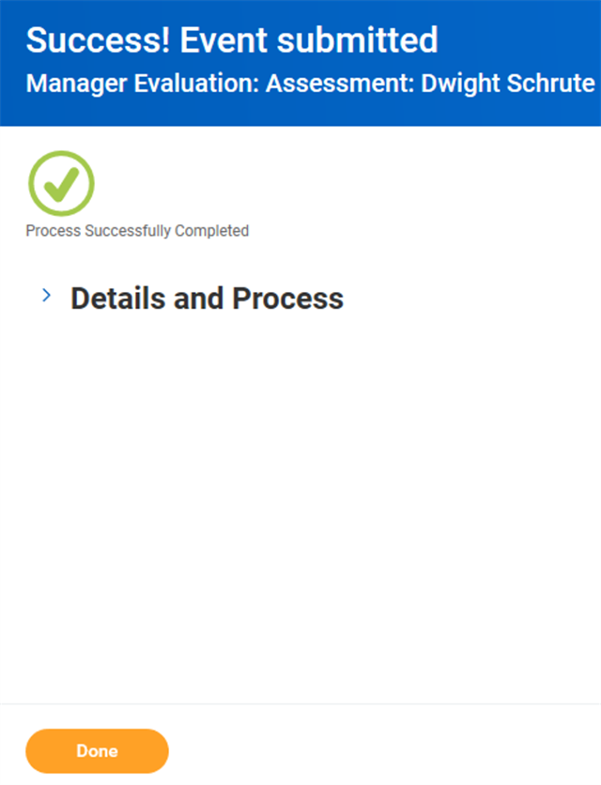 Success! Event submitted
Manager Evaluation: Assessment: Dwight Schrute
Process Successfully Completed
Details and Process
Done